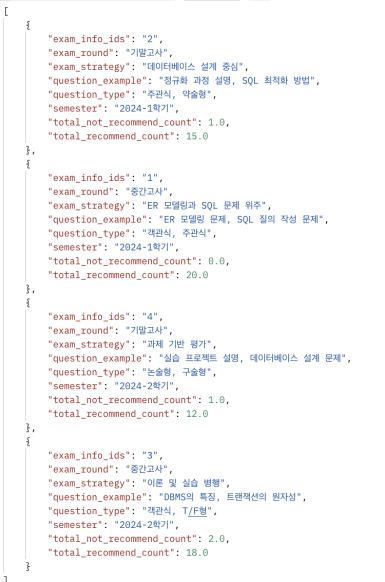 [
{
"exam_info_ids": "2",
"exam_round": "기말고사",
"exam_strategy": "데이터베이스 설계 중심",
"question_example": "정규화 과정 설명, SQL 최적화 방법",
"question_type": "주관식, 약술형",
"semester": "2024-1학기",
"total_not_recommend_count": 1.0,
"total_recommend_count": 15.0
},
{
"exam_info_ids": "1",
"exam_round": "중간고사",
"exam_strategy": "ER 모델링과 SQL 문제 위주",
"question_example": "ER 모델링 문제, SQL 질의 작성 문제",
"question_type": "객관식, 주관식",
"semester": "2024-1학기",
"total_not_recommend_count": 0.0,
"total_recommend_count": 20.0
},
{
"exam_info_ids": "4",
"exam_round": "기말고사",
"exam_strategy": "과제 기반 평가",
"question_example": "실습 프로젝트 설명, 데이터베이스 설계 문제",
"question_type": "논술형, 구술형",
"semester": "2024-2학기",
"total_not_recommend_count": 1.0,
"total_recommend_count": 12.0
},
{
"exam_info_ids": "3",
"exam_round": "중간고사",
"exam_strategy": "이론 및 실습 병행",
"question_example": "DBMS의 특징, 트랜잭션의 원자성",
"question_type": "객관식, T/F형",
"semester": "2024-2학기",
"total_not_recommend_count": 2.0,
"total_recommend_count": 18.0
}
]